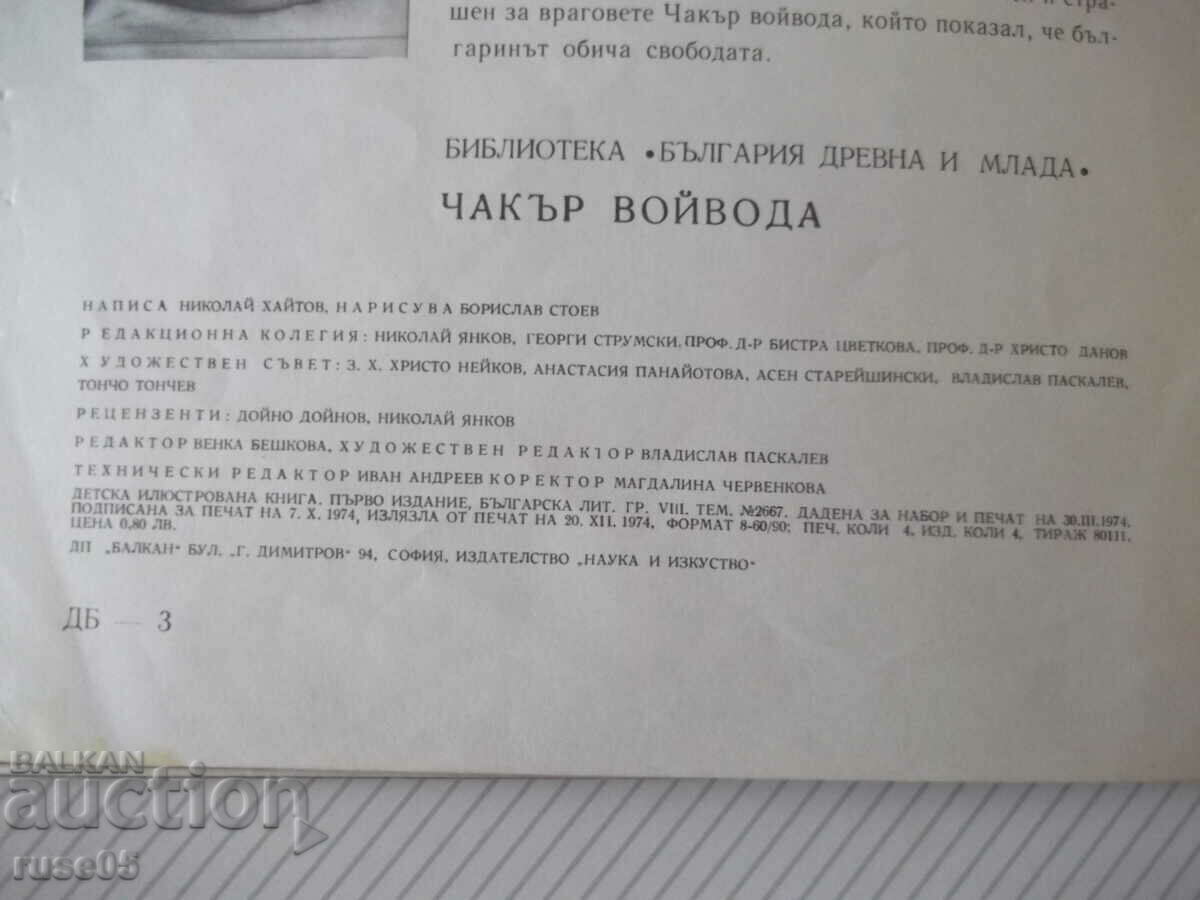 шен за враговете Чакър войвода, който показал, че бъл-
гаринът обича свободата.
БИБЛИОТЕКА •БЪЛГАРИЯ ДРЕВНА И МЛАДА•
ЧАКЪР ВОЙВОДА
НАПИСА НИКОЛАЙ ХАЙТОВ, НАРИСУВА БОРИСЛАВ СТОЕВ
РЕДАКЦИОННА КОЛЕГИЯ: НИКОЛАЙ ЯНКОВ, ГЕОРГИ СТРУМСКИ, ПРОФ. Д-Р БИСТРА ЦВЕТКОВА, ПРОФ. Д-Р ХРИСТО ДАНОВ
ХУДОЖЕСТВЕН СЪВЕТ: З. Х. ХРИСТО НЕЙКОВ, АНАСТАСИЯ ПАНАЙОТОВА, АСЕН СТАРЕЙШИНСКИ, ВЛАДИСЛАВ ПАСКАЛЕВ,
ТОНЧО ТОНЧЕВ
РЕЦЕНЗЕНТИ: ДОЙНО ДОЙНОВ, НИКОЛАЙ ЯНКОВ
РЕДАКТОР ВЕНКА БЕШКОВА, ХУДОЖЕСТВЕН РЕДАКТОР ВЛАДИСЛАВ ПАСКАЛЕВ
ТЕХНИЧЕСКИ РЕДАКТОР ИВАН АНДРЕЕВ КОРЕКТОР МАГДАЛИНА ЧЕРВЕНКОВА
ДЕТСКА ИЛЮСТРОВАНА КНИГА. ПЪРВО ИЗДАНИЕ, БЪЛГАРСКА ЛИТ. ГР. VIII. ТЕМ. №2667. ДАДЕНА ЗА НАБОР И ПЕЧАТ НА 30.III.1974.
ПОДПИСАНА ЗА ПЕЧАТ НА 7. X. 1974, ИЗЛЯЗЛА ОТ ПЕЧАТ НА 20. XII. 1974. ФОРМАТ 8-60/90; ПЕЧ. КОЛИ 4, ИЗД. КОЛИ 4, ТИРАЖ 80111.
ЦЕНА 0,80 ЛВ.
ДП „БАЛКАН" БУЛ. „Г. ДИМИТРОВ" 94, СОФИЯ, ИЗДАТЕЛСТВО „НАУКА И ИЗКУСТВО"
ДБ — 3
BALKAN
auction
ruse05